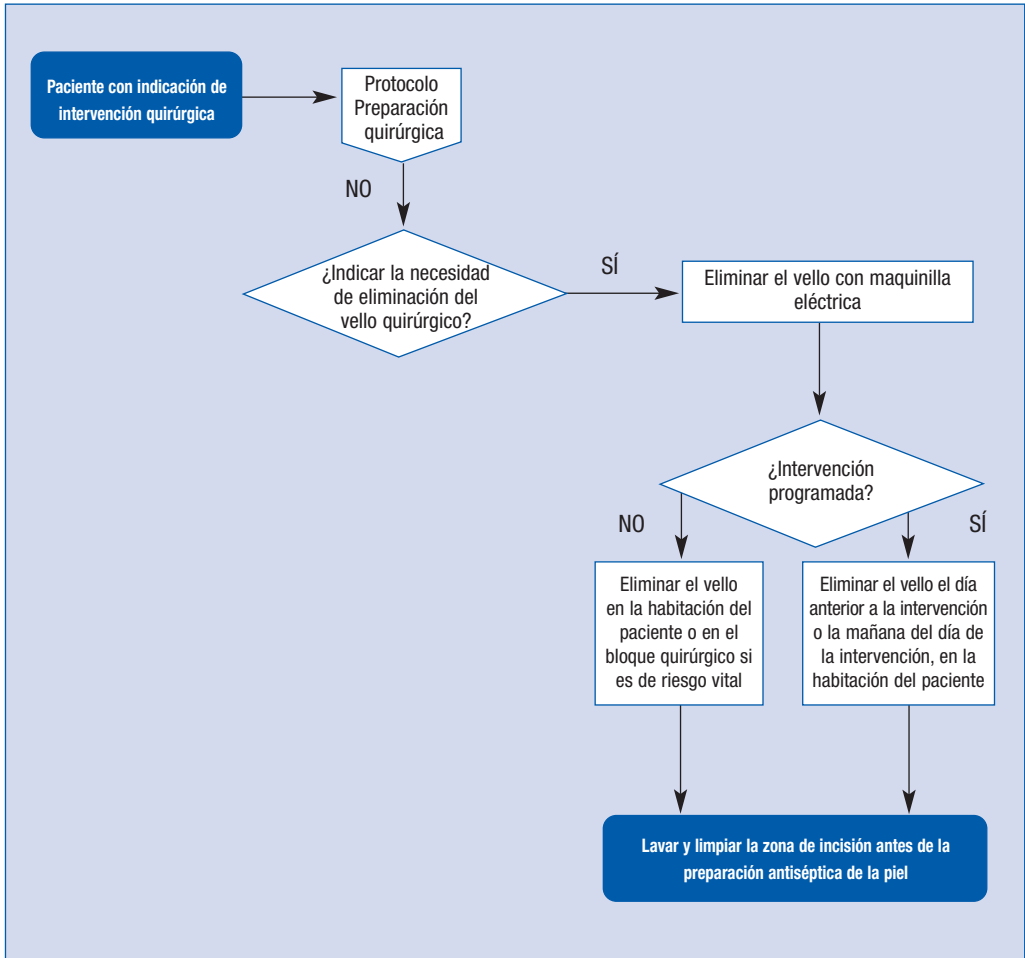 Paciente con indicación de
intervención quirúrgica
Protocolo
Preparación
quirúrgica
NO
¿Indicar la necesidad
de eliminación del
vello quirúrgico?
SÍ
Eliminar el vello con maquinilla
eléctrica
¿Intervención
programada?
NO
SÍ
Eliminar el vello
en la habitación del
paciente o en el
bloque quirúrgico si
es de riesgo vital
Eliminar el vello el día
anterior a la intervención
o la mañana del día de
la intervención, en la
habitación del paciente
Lavar y limpiar la zona de incisión antes de la
preparación antiséptica de la piel